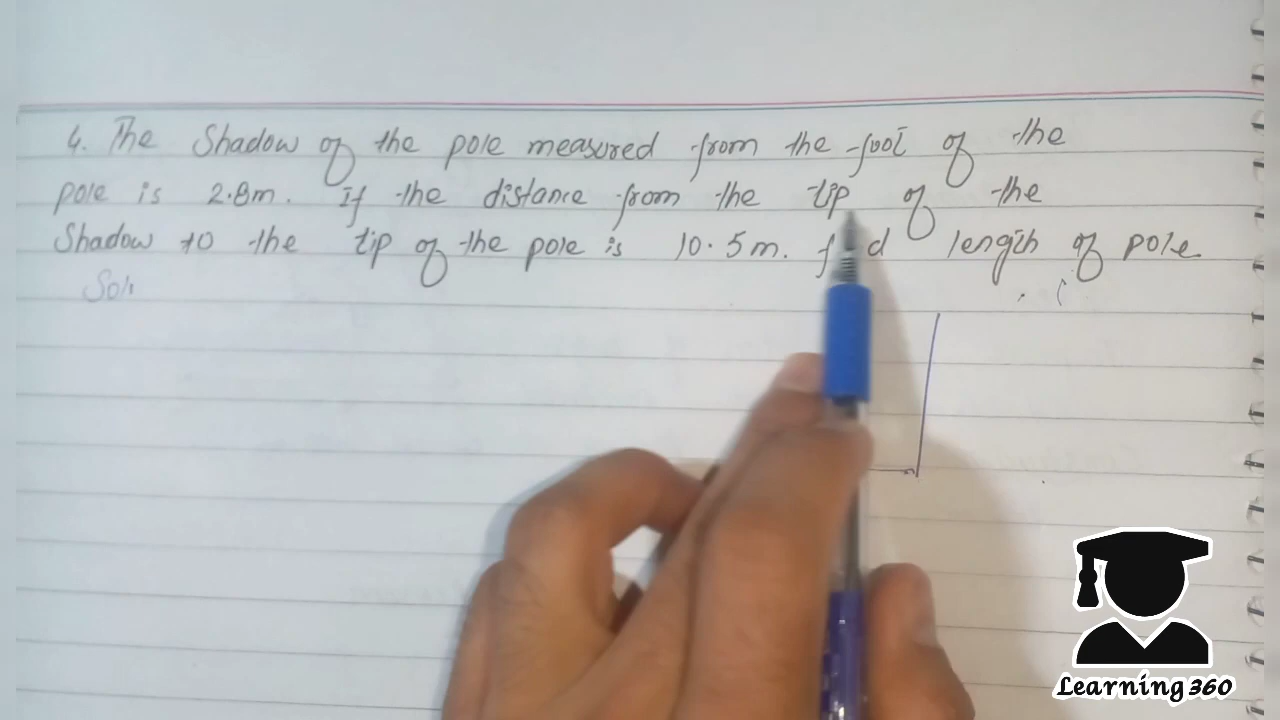 4. The Shadow of the pole measured from the foot of the
pole is 2.8m. If the distance from the tip of the
Shadow to the tip of the pole is 10.5m. length of pole
Sol
Learning 360